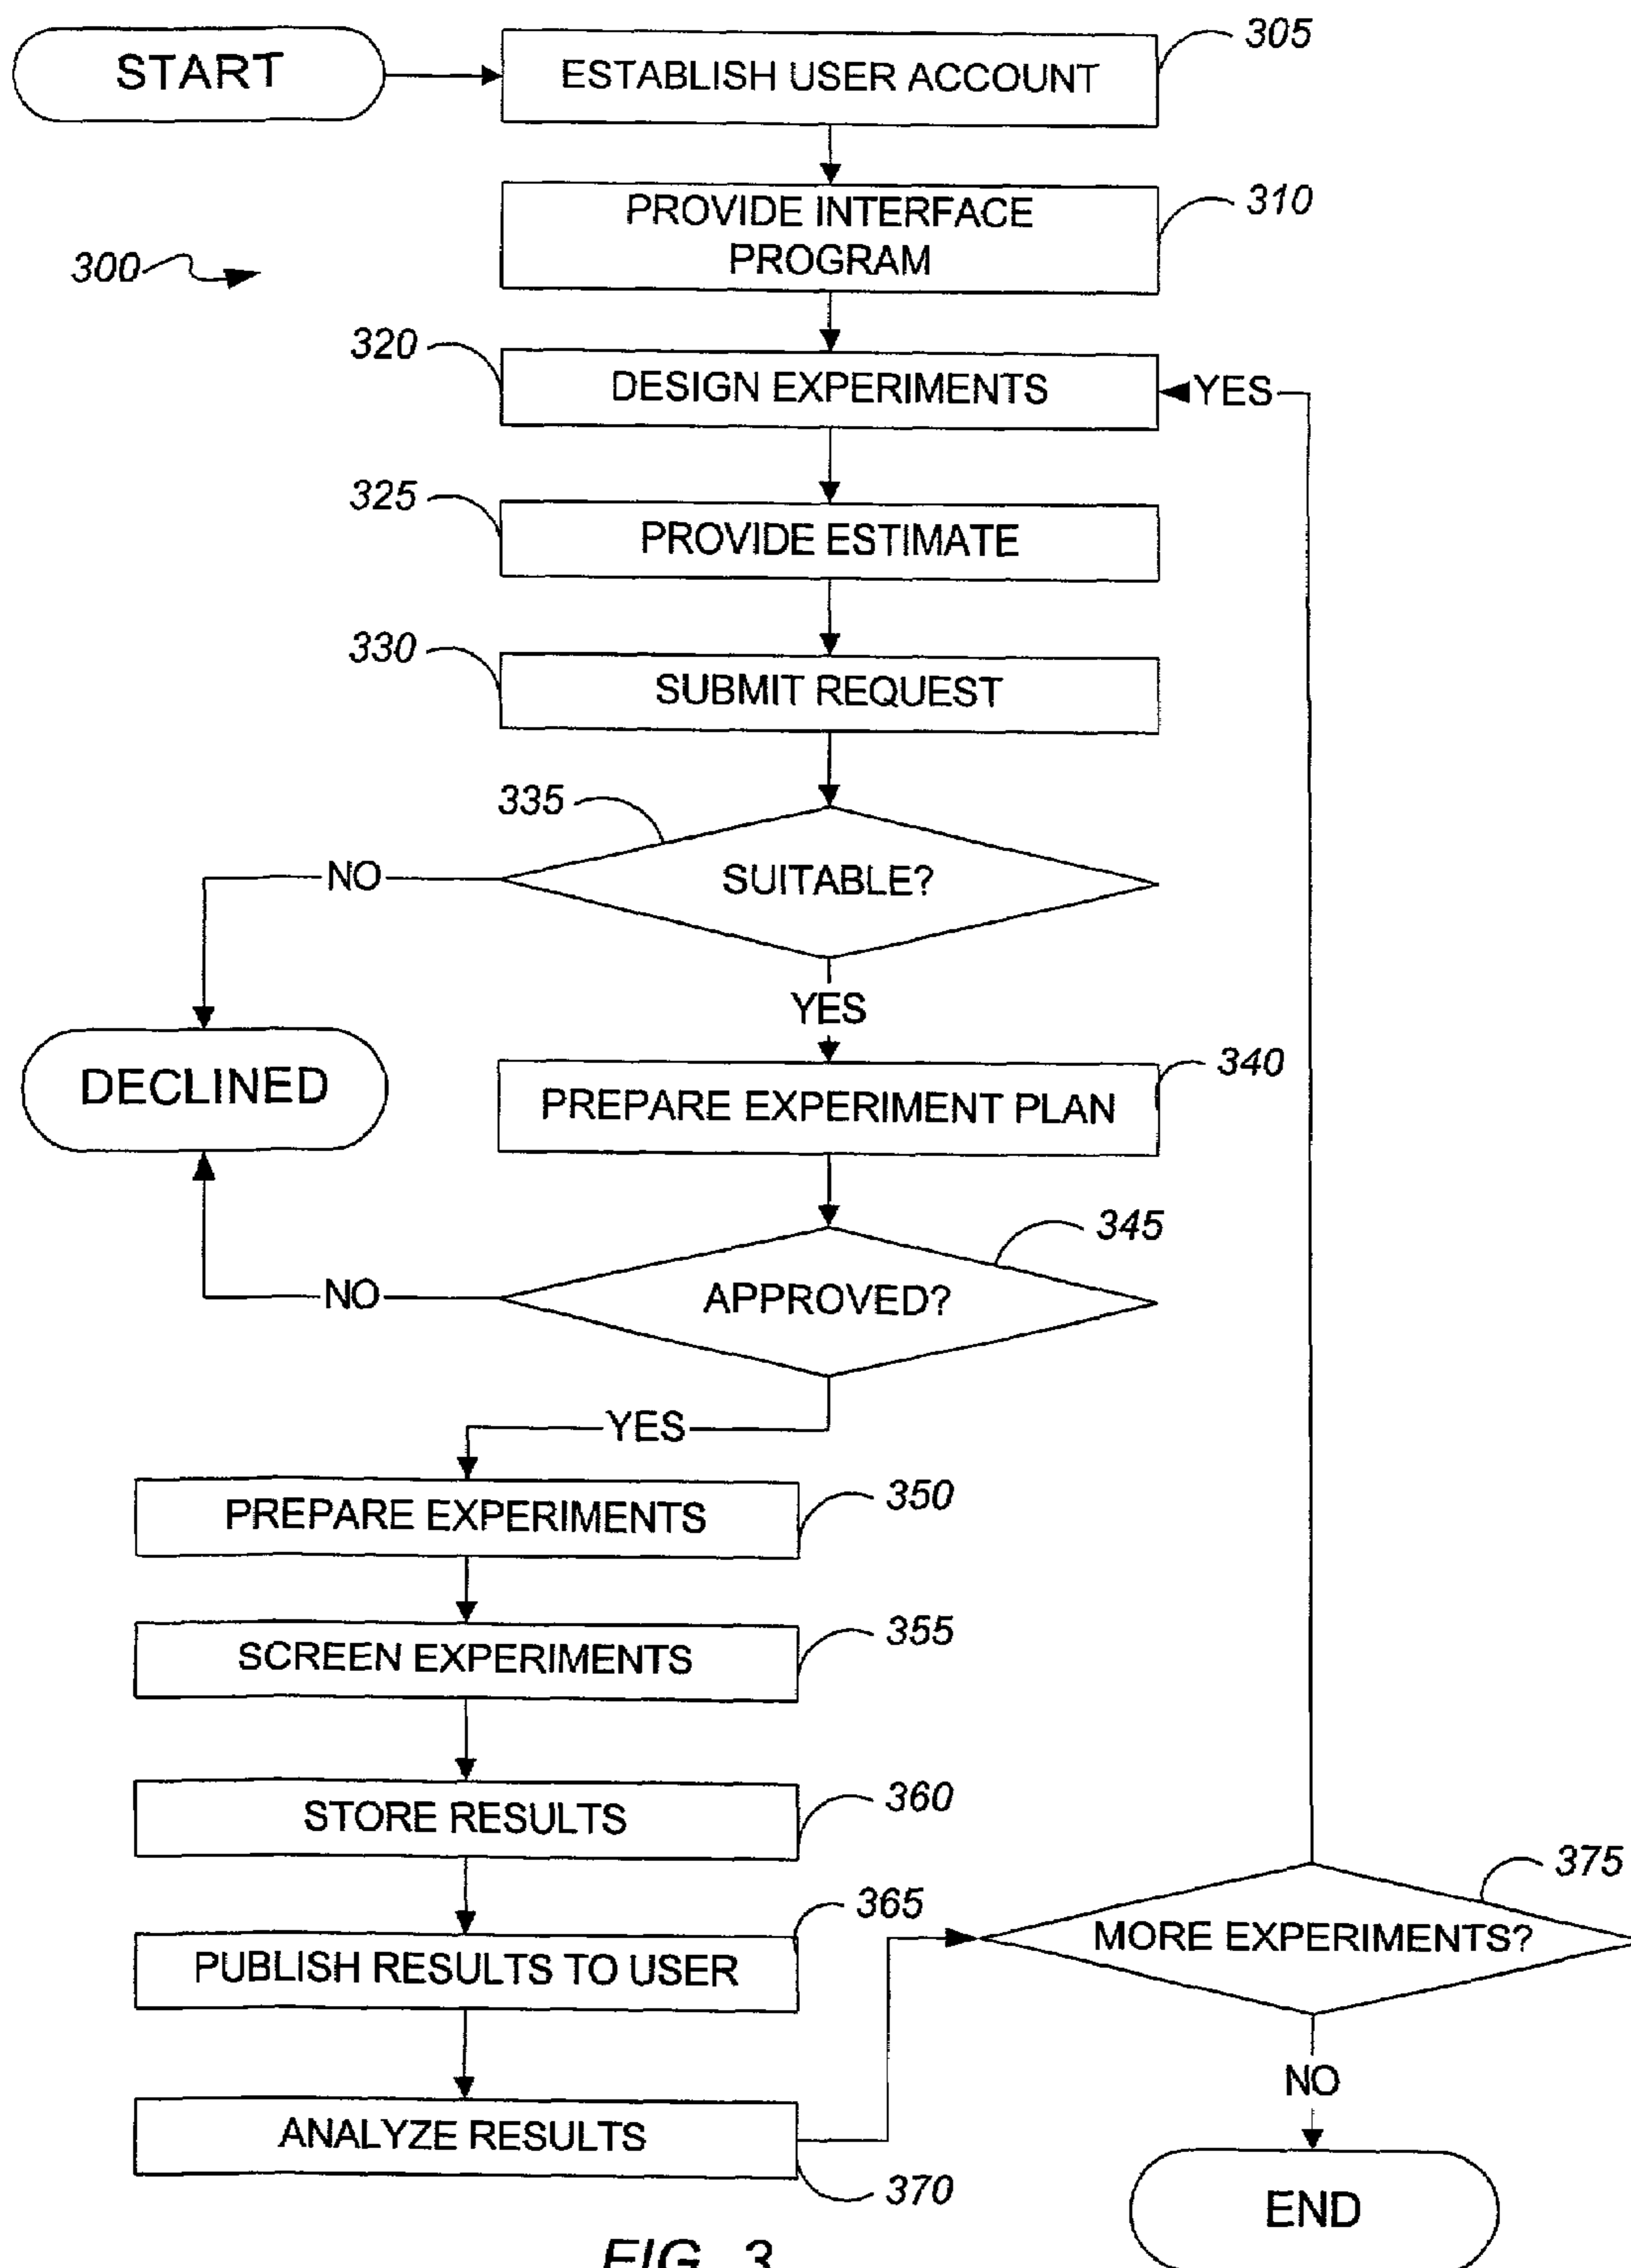 START
ESTABLISH USER ACCOUNT
305
PROVIDE INTERFACE
PROGRAM
310
300
320
DESIGN EXPERIMENTS
YES
325
PROVIDE ESTIMATE
330
SUBMIT REQUEST
335
SUITABLE?
NO
YES
DECLINED
PREPARE EXPERIMENT PLAN
340
345
APPROVED?
NO
YES
PREPARE EXPERIMENTS
350
SCREEN EXPERIMENTS
355
STORE RESULTS
360
PUBLISH RESULTS TO USER
365
MORE EXPERIMENTS?
375
NO
ANALYZE RESULTS
370
END
FIG. 3